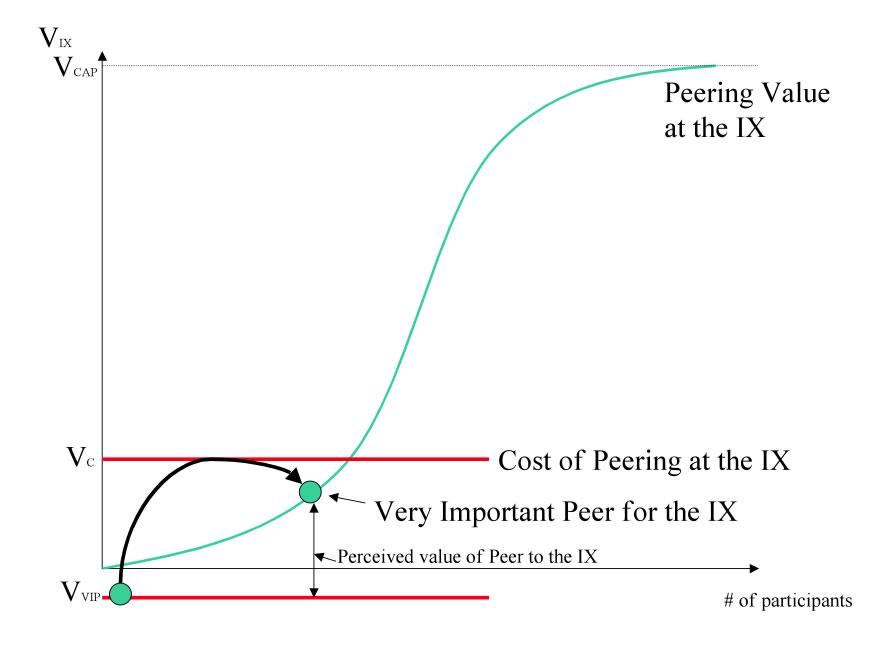 VIX
VCAP
Peering Value
at the IX
VC
Cost of Peering at the IX
Very Important Peer for the IX
Perceived value of Peer to the IX
VVIP
# of participants